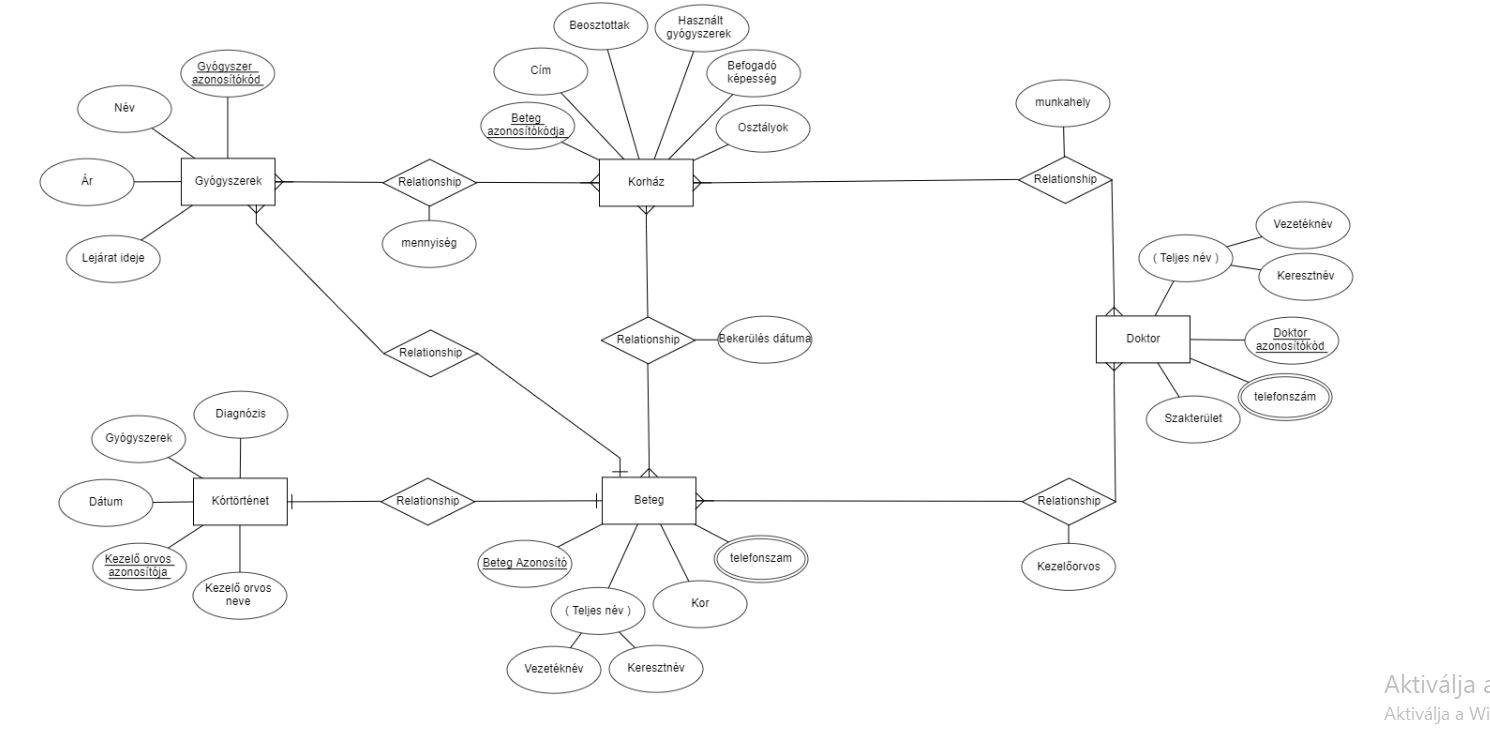 Beosztottak
Használt
gyógyszerek
Gyógyszer
azonosítókód
Cím
Befogadó
képesség
Név
munkahely
Beteg
azonosítókódja
Osztályok
Ár
Gyógyszerek
Relationship
Korház
Relationship
mennyiség
Lejárat ideje
Vezetéknév
( Teljes név )
Keresztnév
Relationship
Relationship
Bekerülés dátuma
Doktor
Doktor
azonosítókód
telefonszám
Szakterület
Diagnózis
Gyógyszerek
Dátum
Kórtörténet
Relationship
Beteg
Relationship
Kezelő orvos
azonosítója
Kezelő orvos
neve
Beteg Azonosító
telefonszam
Kezelőorvos
( Teljes név )
Kor
Vezetéknév
Keresztnév
Aktiválja a
Aktiválja a Wi